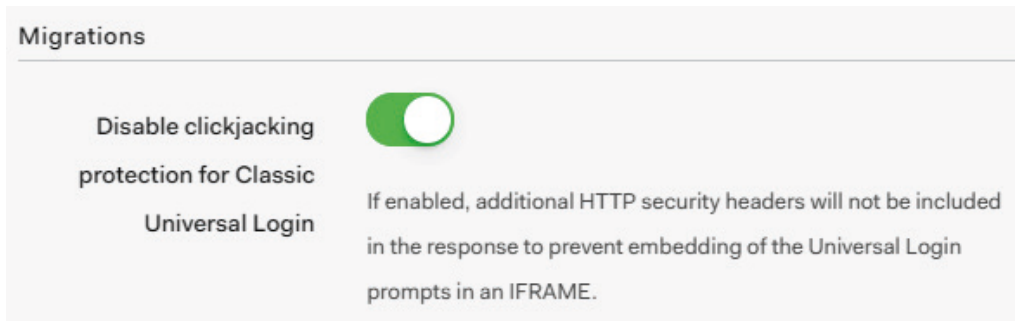 Migrations
Disable clickjacking
protection for Classic
Universal Login
If enabled, additional HTTP security headers will not be included
in the response to prevent embedding of the Universal Login
prompts in an IFRAME.